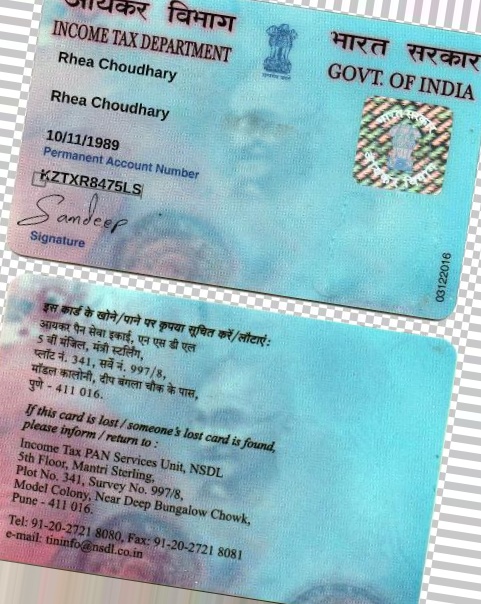 आयकर विभाग
INCOME TAX DEPARTMENT
भारत सरकार
GOVT. OF INDIA
Rhea Choudhary
Rhea Choudhary
10/11/1989
Permanent Account Number
KZTXR8475LS
Samdeep
Signature
03122016
इस कार्ड के खोने/पाने पर कृपया सूचित करें/लौटाएं :
आयकर पैन सेवा इकाई, एन एस डी एल
5 वीं मंजिल, मंत्री स्टर्लिंग,
प्लॉट नं. 341, सर्वे नं. 997/8,
मॉडल कालोनी, दीप बंगला चौक के पास,
पुणे - 411 016.
If this card is lost / someone's lost card is found,
please inform / return to :
Income Tax PAN Services Unit, NSDL
5th Floor, Mantri Sterling,
Plot No. 341, Survey No. 997/8,
Model Colony, Near Deep Bungalow Chowk,
Pune - 411 016.
Tel: 91-20-2721 8080, Fax: 91-20-2721 8081
e-mail: tininfo@nsdl.co.in